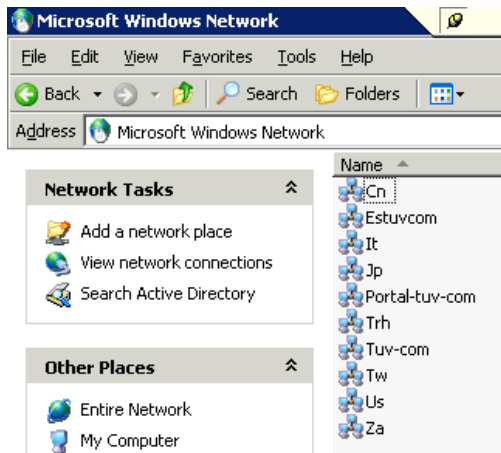 Microsoft Windows Network
File Edit View Favorites Tools Help
Back Search Folders
Address Microsoft Windows Network
Network Tasks
Add a network place
View network connections
Search Active Directory
Other Places
Entire Network
My Computer
Name
Cn
Estuvcom
It
Jp
Portal-tuv-com
Trh
Tuv-com
Tw
Us
Za